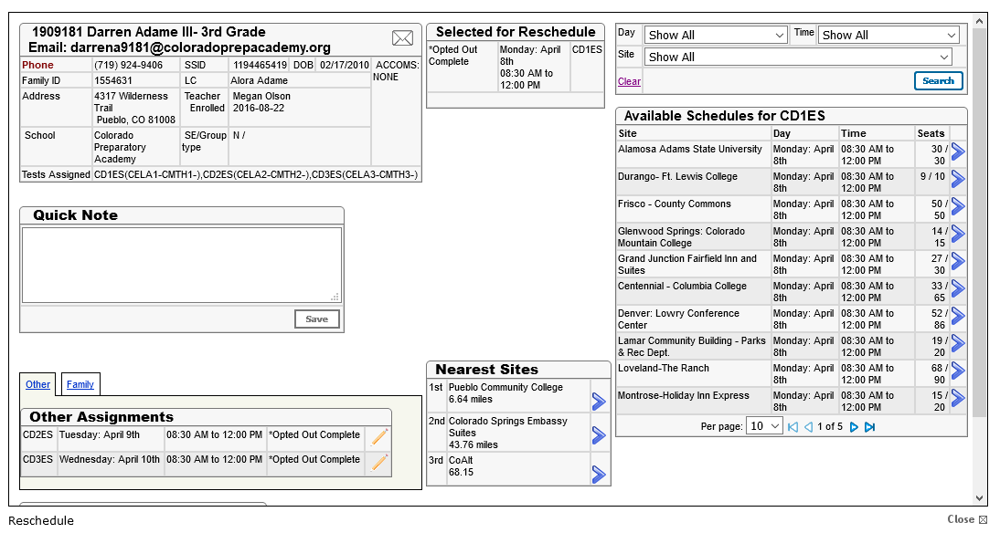 1909181 Darren Adame III- 3rd Grade
Email: darrena9181@coloradoprepacademy.org
Phone (719) 924-9406 SSID 1194465419 DOB 02/17/2010 ACCOMS: NONE
Family ID 1554631 LC Alora Adame
Address 4317 Wilderness Trail Pueblo, CO 81008 Teacher Megan Olson
Enrolled 2016-08-22
School Colorado Preparatory Academy SE/Group type N /
Tests Assigned CD1ES(CELA1-CMTH1-),CD2ES(CELA2-CMTH2-),CD3ES(CELA3-CMTH3-)
Quick Note
Save
Other Family
Other Assignments
CD2ES Tuesday: April 9th 08:30 AM to 12:00 PM *Opted Out Complete
CD3ES Wednesday: April 10th 08:30 AM to 12:00 PM *Opted Out Complete
Selected for Reschedule
*Opted Out Complete Monday: April 8th 08:30 AM to 12:00 PM CD1ES
Nearest Sites
1st Pueblo Community College
6.64 miles
2nd Colorado Springs Embassy
Suites
43.76 miles
3rd CoAlt
68.15
Day Show All Time Show All
Site Show All
Clear Search
Available Schedules for CD1ES
Site Day Time Seats
Alamosa Adams State University Monday: April 8th 08:30 AM to 12:00 PM 30 / 30
Durango- Ft. Lewis College Monday: April 8th 08:30 AM to 12:00 PM 9 / 10
Frisco - County Commons Monday: April 8th 08:30 AM to 12:00 PM 50 / 50
Glenwood Springs: Colorado Mountain College Monday: April 8th 08:30 AM to 12:00 PM 14 / 15
Grand Junction Fairfield Inn and Suites Monday: April 8th 08:30 AM to 12:00 PM 27 / 30
Centennial - Columbia College Monday: April 8th 08:30 AM to 12:00 PM 33 / 65
Denver: Lowry Conference Center Monday: April 8th 08:30 AM to 12:00 PM 52 / 86
Lamar Community Building - Parks & Rec Dept. Monday: April 8th 08:30 AM to 12:00 PM 19 / 20
Loveland-The Ranch Monday: April 8th 08:30 AM to 12:00 PM 68 / 90
Montrose-Holiday Inn Express Monday: April 8th 08:30 AM to 12:00 PM 15 / 20
Per page: 10 1 of 5
Reschedule
Close